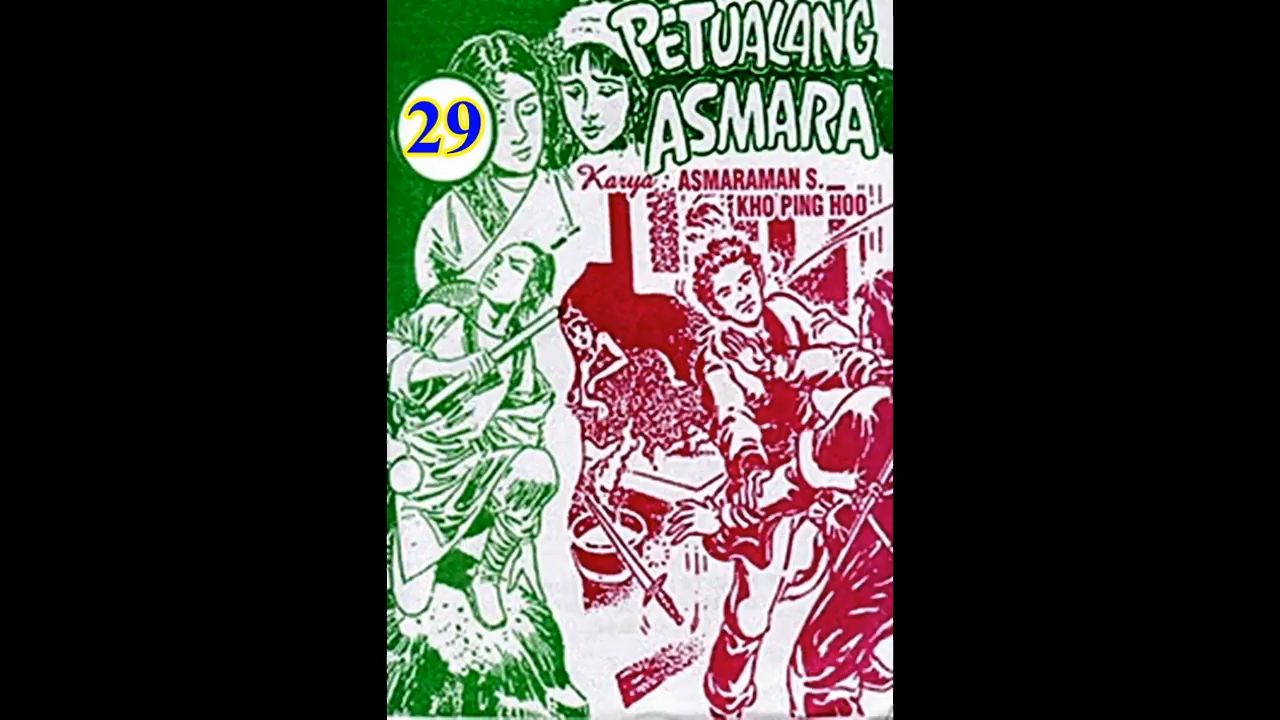 PETUALANG
ASMARA
29
Karya : ASMARAMAN S.
KHO PING HOO